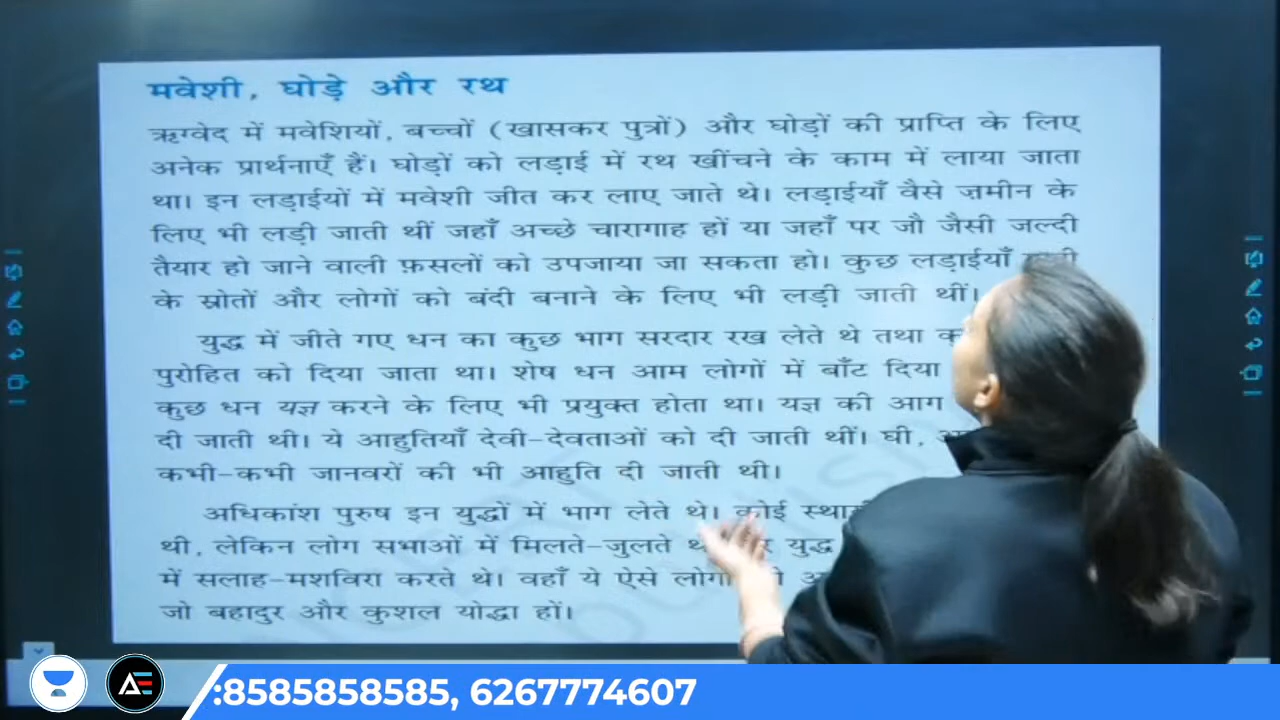 मवेशी, घोड़े और रथ
ऋग्वेद में मवेशियों, बच्चों (खासकर पुत्रों) और घोड़ों की प्राप्ति के लिए
अनेक प्रार्थनाएँ हैं। घोड़ों को लड़ाई में रथ खींचने के काम में लाया जाता
था। इन लड़ाईयों में मवेशी जीत कर लाए जाते थे। लड़ाईयाँ वैसे ज़मीन के
लिए भी लड़ी जाती थीं जहाँ अच्छे चारागाह हों या जहाँ पर जौ जैसी जल्दी
तैयार हो जाने वाली फ़सलों को उपजाया जा सकता हो। कुछ लड़ाईयाँ
के स्रोतों और लोगों को बंदी बनाने के लिए भी लड़ी जाती थीं।
युद्ध में जीते गए धन का कुछ भाग सरदार रख लेते थे तथा
पुरोहित को दिया जाता था। शेष धन आम लोगों में बाँट दिया
कुछ धन यज्ञ करने के लिए भी प्रयुक्त होता था। यज्ञ की आग
दी जाती थी। ये आहुतियाँ देवी-देवताओं को दी जाती थीं। घी,
कभी-कभी जानवरों की भी आहुति दी जाती थी।
अधिकांश पुरुष इन युद्धों में भाग लेते थे। कोई
थी, लेकिन लोग सभाओं में मिलते-जुलते युद्ध
में सलाह-मशविरा करते थे। वहाँ ये ऐसे
जो बहादुर और कुशल योद्धा हों।
:8585858585, 6267774607